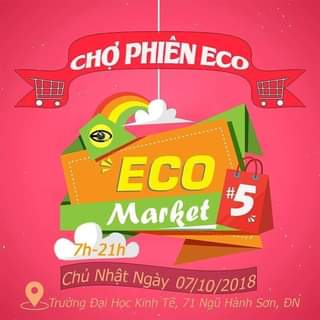 CHỢ PHIÊN ECO
ECO
Market
#5
7h-21h
Chủ Nhật Ngày 07/10/2018
Trường Đại Học Kinh Tế, 71 Ngũ Hành Sơn, ĐN